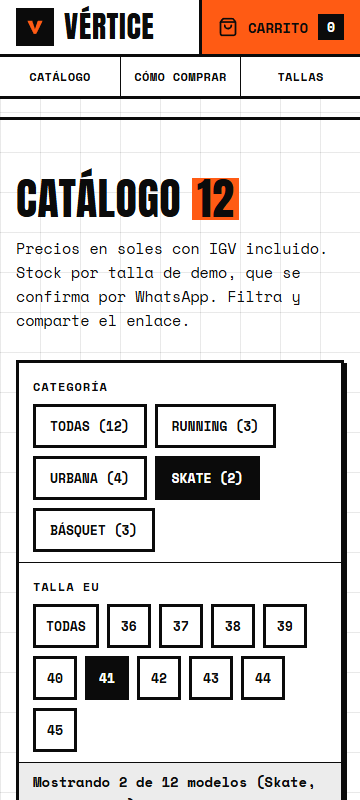 V VÉRTICE
CARRITO 0
CATÁLOGO CÓMO COMPRAR TALLAS
CATÁLOGO 12
Precios en soles con IGV incluido.
Stock por talla de demo, que se
confirma por WhatsApp. Filtra y
comparte el enlace.
CATEGORÍA
TODAS (12) RUNNING (3)
URBANA (4) SKATE (2)
BÁSQUET (3)
TALLA EU
TODAS 36 37 38 39
40 41 42 43 44
45
Mostrando 2 de 12 modelos (Skate,